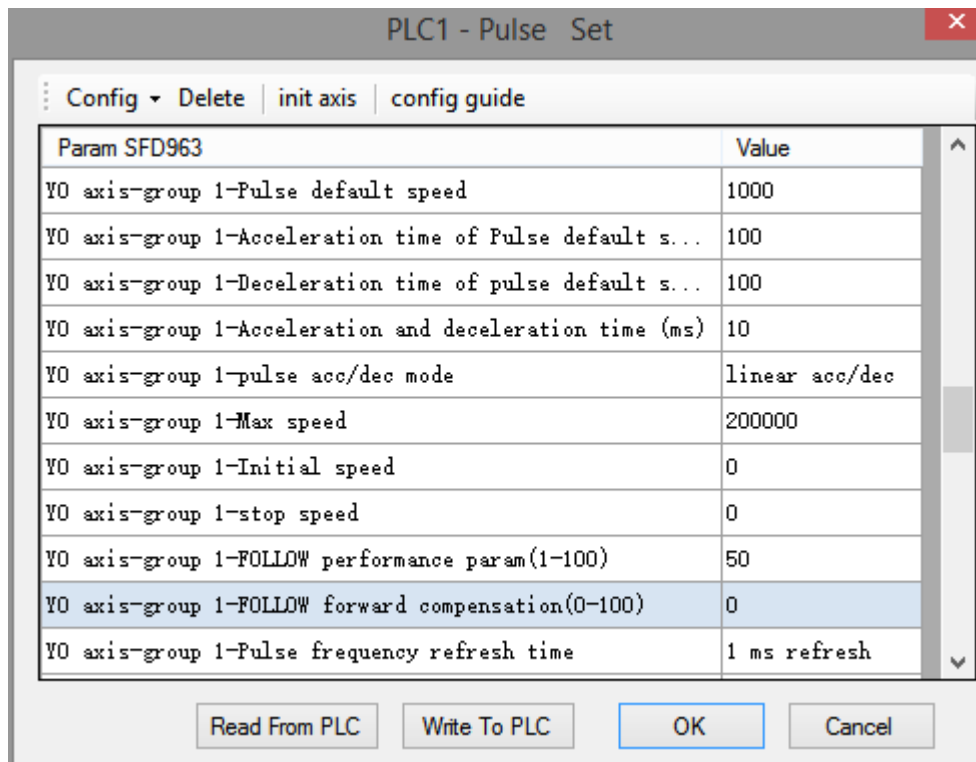 PLC1 - Pulse Set
Config Delete init axis config guide
Param SFD963 Value
Y0 axis-group 1-Pulse default speed 1000
Y0 axis-group 1-Acceleration time of Pulse default s... 100
Y0 axis-group 1-Deceleration time of pulse default s... 100
Y0 axis-group 1-Acceleration and deceleration time (ms) 10
Y0 axis-group 1-pulse acc/dec mode linear acc/dec
Y0 axis-group 1-Max speed 200000
Y0 axis-group 1-Initial speed 0
Y0 axis-group 1-stop speed 0
Y0 axis-group 1-FOLLOW performance param(1-100) 50
Y0 axis-group 1-FOLLOW forward compensation(0-100) 0
Y0 axis-group 1-Pulse frequency refresh time 1 ms refresh
Read From PLC Write To PLC OK Cancel